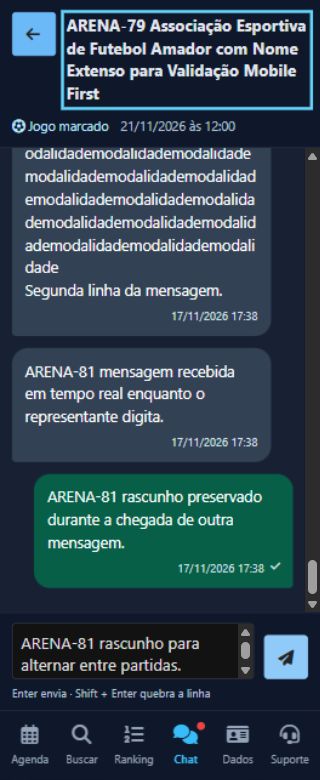 ARENA-79 Associação Esportiva
de Futebol Amador com Nome
Extenso para Validação Mobile
First
Jogo marcado 21/11/2026 às 12:00
odalidademodalidademodalidade
modalidademodalidademodalidad
emodalidademodalidademodalida
demodalidademodalidademodalid
ademodalidademodalidademodali
dade
Segunda linha da mensagem.
17/11/2026 17:38
ARENA-81 mensagem recebida
em tempo real enquanto o
representante digita.
17/11/2026 17:38
ARENA-81 rascunho preservado
durante a chegada de outra
mensagem.
17/11/2026 17:38
ARENA-81 rascunho para
alternar entre partidas.
Enter envia · Shift + Enter quebra a linha
Agenda Buscar Ranking Chat Dados Suporte